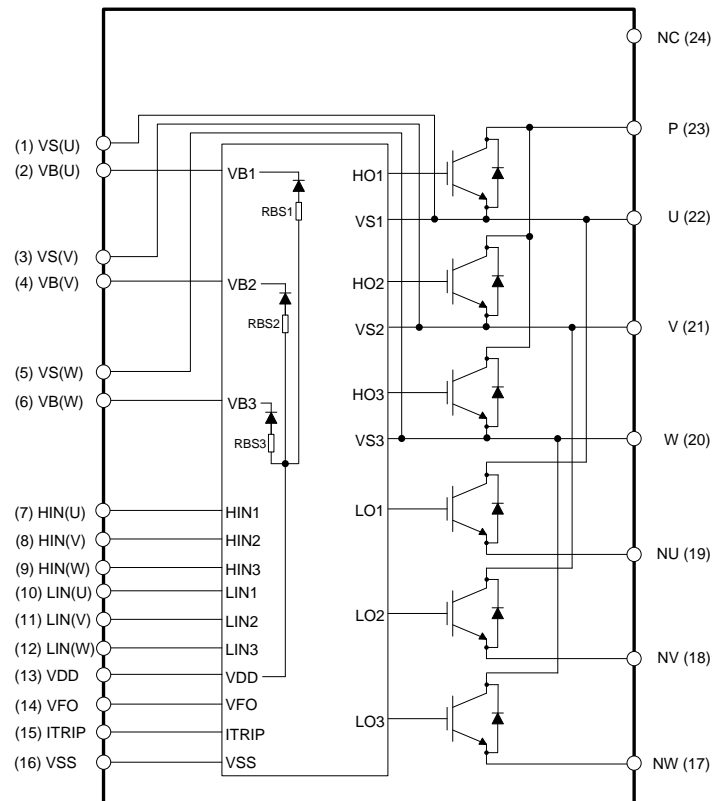 NC (24)
(1) VS(U)
(2) VB(U)
(3) VS(V)
(4) VB(V)
(5) VS(W)
(6) VB(W)
(7) HIN(U)
(8) HIN(V)
(9) HIN(W)
(10) LIN(U)
(11) LIN(V)
(12) LIN(W)
(13) VDD
(14) VFO
(15) ITRIP
(16) VSS
VB1
RBS1
VB2
RBS2
VB3
RBS3
HIN1
HIN2
HIN3
LIN1
LIN2
LIN3
VDD
VFO
ITRIP
VSS
HO1
VS1
HO2
VS2
HO3
VS3
LO1
LO2
LO3
P (23)
U (22)
V (21)
W (20)
NU (19)
NV (18)
NW (17)